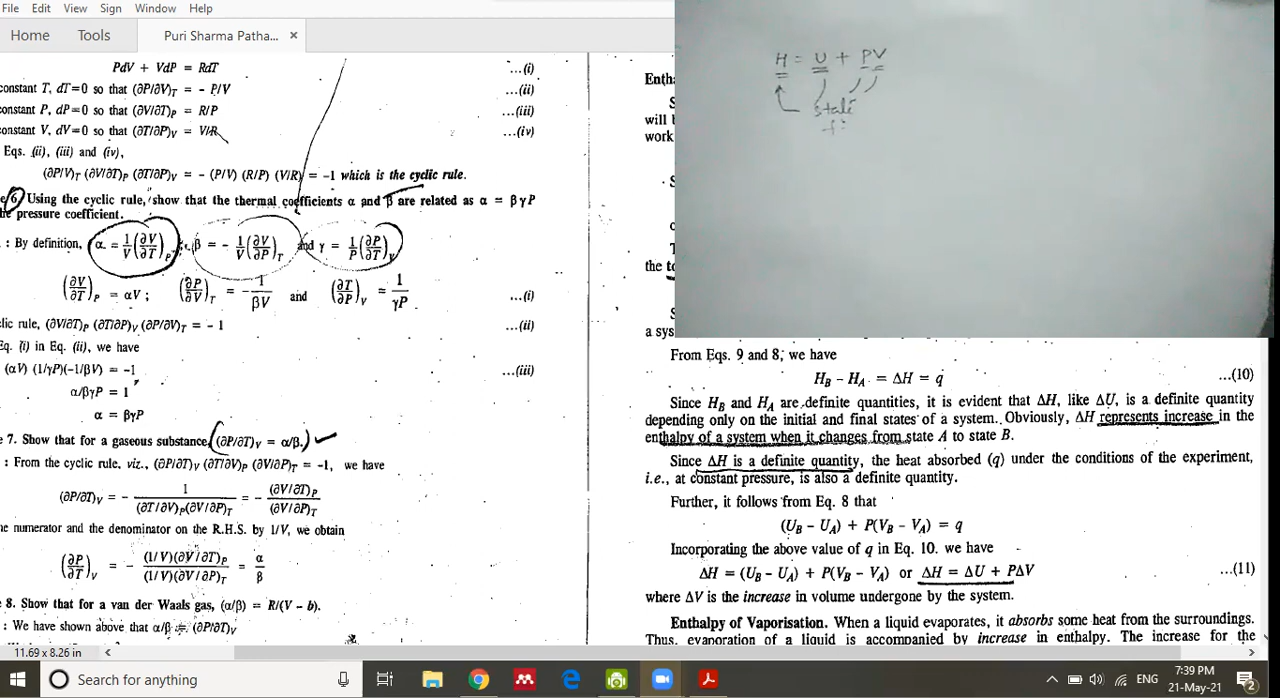 File Edit View Sign Window Help
Home Tools Puri Sharma Patha... ×
PdV + VdP = RdT ...(i)
constant T, dT=0 so that (∂P/∂V)T = - P/V ...(ii)
constant P, dP=0 so that (∂V/∂T)P = R/P ...(iii)
constant V, dV=0 so that (∂T/∂P)V = V/R ...(iv)
Eqs. (ii), (iii) and (iv),
(∂P/V)T (∂V/∂T)P (∂T/∂P)V = - (P/V) (R/P) (V/R) = -1 which is the cyclic rule.
e 6. Using the cyclic rule, show that the thermal coefficients α and β are related as α = βγP
he pressure coefficient.
: By definition, α = 1/V (∂V/∂T)P ; β = - 1/V (∂V/∂P)T and γ = 1/P (∂P/∂T)V
(∂V/∂T)P = αV ; (∂P/∂V)T = - 1/βV and (∂T/∂P)V = 1/γP ...(i)
lic rule, (∂V/∂T)P (∂T/∂P)V (∂P/∂V)T = - 1 ...(ii)
Eq. (i) in Eq. (ii), we have
(αV) (1/γP)(-1/βV) = -1 ...(iii)
α/βγP = 1
α = βγP
e 7. Show that for a gaseous substance (∂P/∂T)V = α/β.
: From the cyclic rule, viz., (∂P/∂T)V (∂T/∂V)P (∂V/∂P)T = -1, we have
(∂P/∂T)V = - 1/(∂T/∂V)P(∂V/∂P)T = - (∂V/∂T)P/(∂V/∂P)T
he numerator and the denominator on the R.H.S. by 1/V, we obtain
(∂P/∂T)V = - (1/V)(∂V/∂T)P/(1/V)(∂V/∂P)T = α/β
e 8. Show that for a van der Waals gas, (α/β) = R/(V - b).
: We have shown above that α/β = (∂P/∂T)V
11.69 x 8.26 in
H = U + PV
state
Enth
S
will b
work
the to
a sys
From Eqs. 9 and 8, we have
HB - HA = ΔH = q ...(10)
Since HB and HA are definite quantities, it is evident that ΔH, like ΔU, is a definite quantity
depending only on the initial and final states of a system. Obviously, ΔH represents increase in the
enthalpy of a system when it changes from state A to state B.
Since ΔH is a definite quantity, the heat absorbed (q) under the conditions of the experiment,
i.e., at constant pressure, is also a definite quantity.
Further, it follows from Eq. 8 that
(UB - UA) + P(VB - VA) = q
Incorporating the above value of q in Eq. 10. we have
ΔH = (UB - UA) + P(VB - VA) or ΔH = ΔU + PΔV ...(11)
where ΔV is the increase in volume undergone by the system.
Enthalpy of Vaporisation. When a liquid evaporates, it absorbs some heat from the surroundings.
Thus, evaporation of a liquid is accompanied by increase in enthalpy. The increase for the
Search for anything
ENG
7:39 PM
21-May-21
2